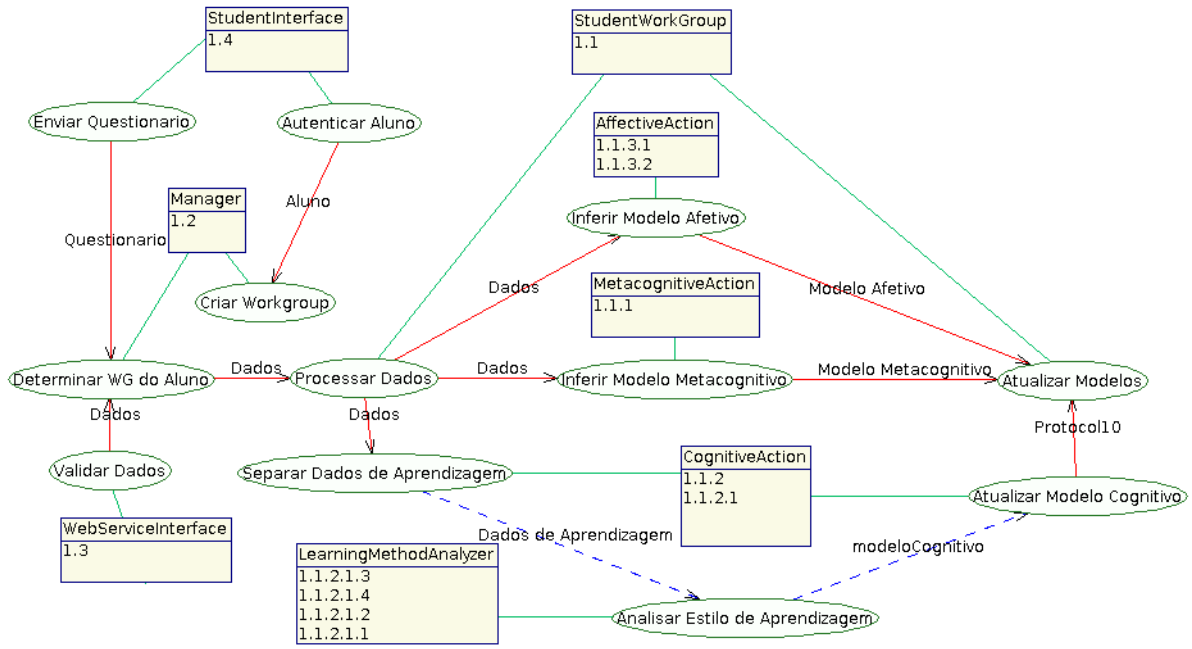 StudentInterface
1.4
StudentWorkGroup
1.1
Enviar Questionario
Autenticar Aluno
AffectiveAction
1.1.3.1
1.1.3.2
Manager
1.2
Aluno
Questionario
Inferir Modelo Afetivo
Criar Workgroup
Dados
MetacognitiveAction
1.1.1
Modelo Afetivo
Determinar WG do Aluno
Dados
Processar Dados
Dados
Inferir Modelo Metacognitivo
Modelo Metacognitivo
Atualizar Modelos
Dados
Dados
Protocol10
Validar Dados
Separar Dados de Aprendizagem
CognitiveAction
1.1.2
1.1.2.1
Atualizar Modelo Cognitivo
WebServiceInterface
1.3
Dados de Aprendizagem
modeloCognitivo
LearningMethodAnalyzer
1.1.2.1.3
1.1.2.1.4
1.1.2.1.2
1.1.2.1.1
Analisar Estilo de Aprendizagem